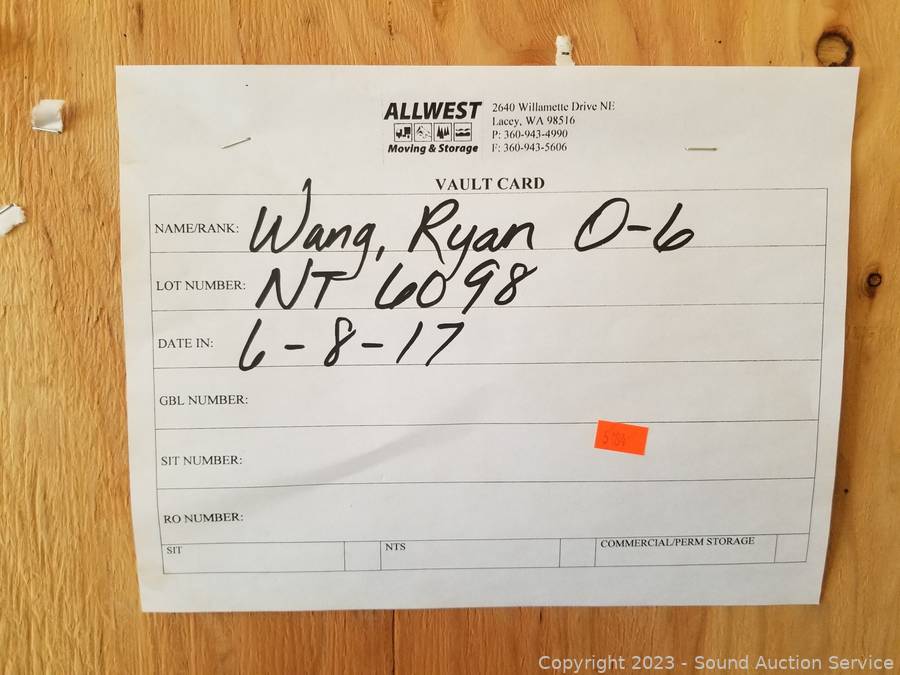 ALLWEST
Moving & Storage
2640 Willamette Drive NE
Lacey, WA 98516
P: 360-943-4990
F: 360-943-5606
VAULT CARD
NAME/RANK: Wang, Ryan O-6
LOT NUMBER: NT 6098
DATE IN: 6-8-17
GBL NUMBER:
SIT NUMBER:
RO NUMBER:
SIT NTS COMMERCIAL/PERM STORAGE
Copyright 2023 - Sound Auction Service